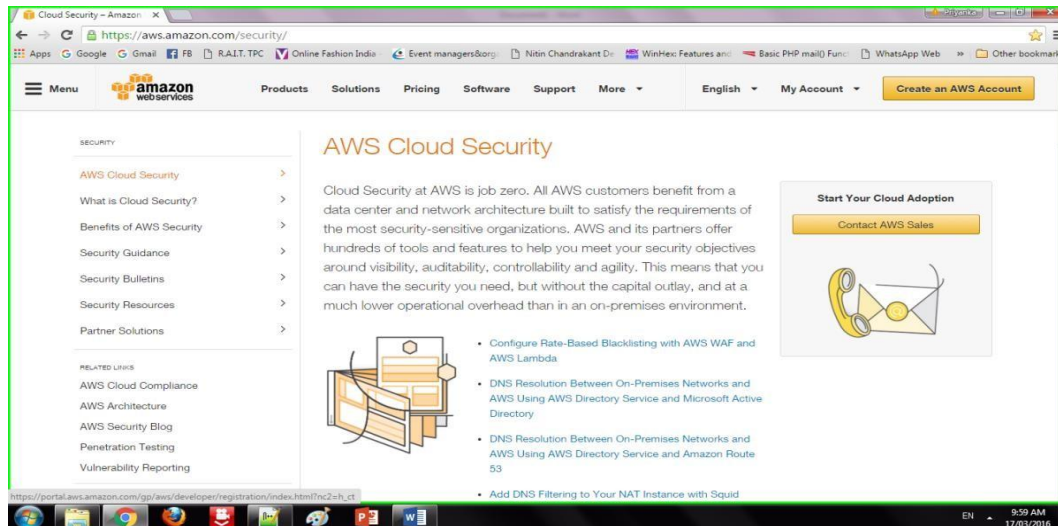 Cloud Security – Amazon
Priyanka
https://aws.amazon.com/security/
Apps Google Gmail FB R.A.I.T. TPC Online Fashion India - Event managers&org Nitin Chandrakant De WinHex: Features and Basic PHP mail() Func WhatsApp Web » Other bookmark
Menu amazon webservices Products Solutions Pricing Software Support More English My Account Create an AWS Account
SECURITY
AWS Cloud Security
What is Cloud Security?
Benefits of AWS Security
Security Guidance
Security Bulletins
Security Resources
Partner Solutions
RELATED LINKS
AWS Cloud Compliance
AWS Architecture
AWS Security Blog
Penetration Testing
Vulnerability Reporting
AWS Cloud Security
Cloud Security at AWS is job zero. All AWS customers benefit from a
data center and network architecture built to satisfy the requirements of
the most security-sensitive organizations. AWS and its partners offer
hundreds of tools and features to help you meet your security objectives
around visibility, auditability, controllability and agility. This means that you
can have the security you need, but without the capital outlay, and at a
much lower operational overhead than in an on-premises environment.
• Configure Rate-Based Blacklisting with AWS WAF and
AWS Lambda
• DNS Resolution Between On-Premises Networks and
AWS Using AWS Directory Service and Microsoft Active
Directory
• DNS Resolution Between On-Premises Networks and
AWS Using AWS Directory Service and Amazon Route
53
• Add DNS Filtering to Your NAT Instance with Squid
Start Your Cloud Adoption
Contact AWS Sales
https://portal.aws.amazon.com/gp/aws/developer/registration/index.html?nc2=h_ct
EN 9:59 AM